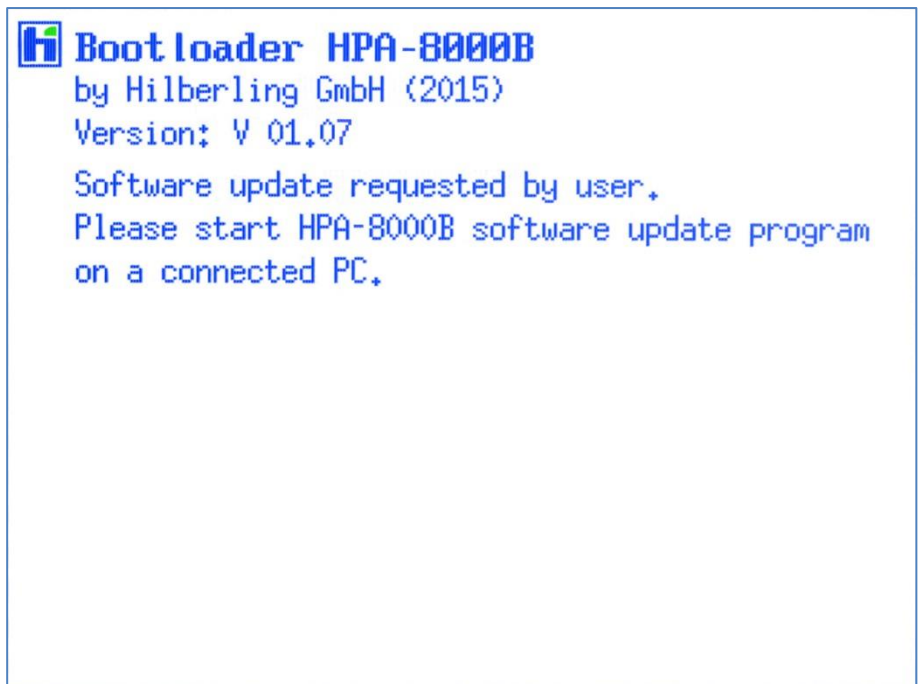 hi Bootloader HPA-8000B
by Hilberling GmbH (2015)
Version: V 01.07
Software update requested by user.
Please start HPA-8000B software update program
on a connected PC.